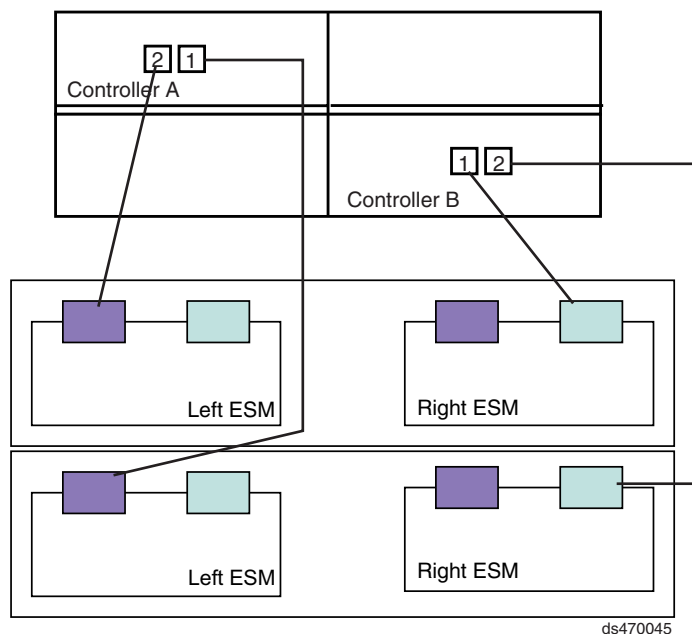 2 1
Controller A
1 2
Controller B
Left ESM
Right ESM
Left ESM
Right ESM
ds470045